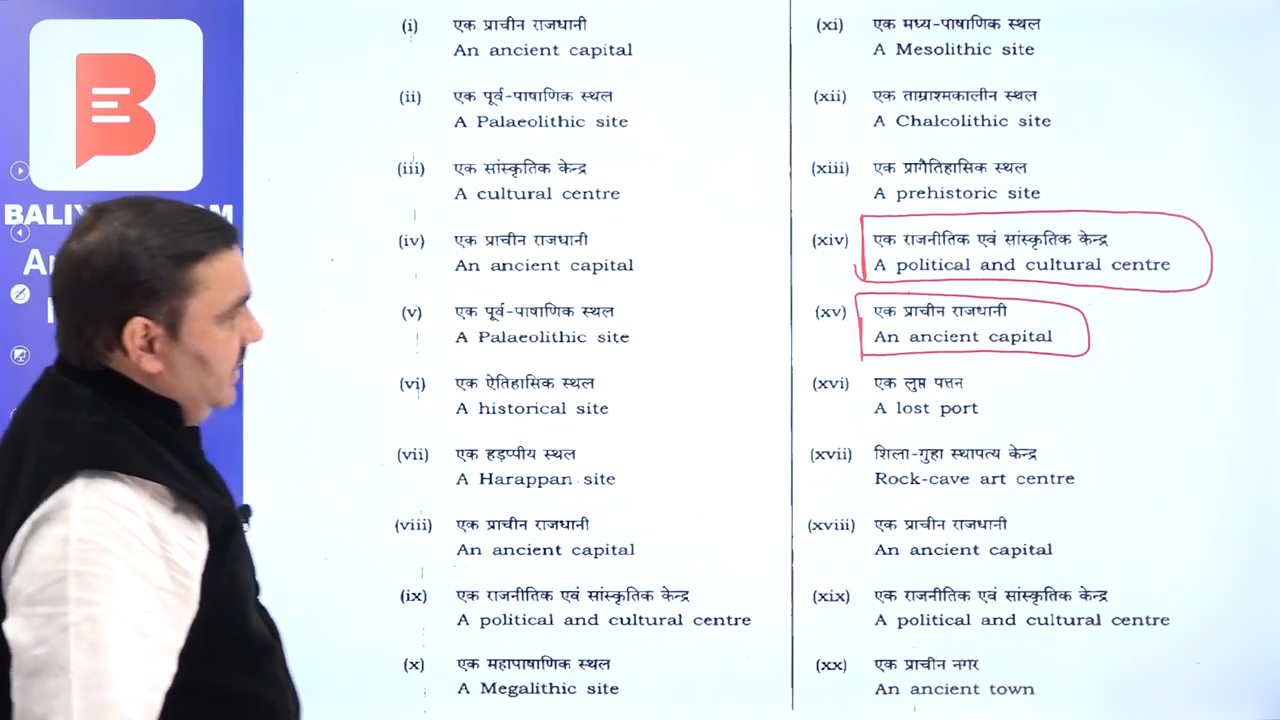 BALIY
M
A
(i) एक प्राचीन राजधानी
An ancient capital
(ii) एक पूर्व-पाषाणिक स्थल
A Palaeolithic site
(iii) एक सांस्कृतिक केन्द्र
A cultural centre
(iv) एक प्राचीन राजधानी
An ancient capital
(v) एक पूर्व-पाषाणिक स्थल
A Palaeolithic site
(vi) एक ऐतिहासिक स्थल
A historical site
(vii) एक हड़प्पीय स्थल
A Harappan site
(viii) एक प्राचीन राजधानी
An ancient capital
(ix) एक राजनीतिक एवं सांस्कृतिक केन्द्र
A political and cultural centre
(x) एक महापाषाणिक स्थल
A Megalithic site
(xi) एक मध्य-पाषाणिक स्थल
A Mesolithic site
(xii) एक ताम्राश्मकालीन स्थल
A Chalcolithic site
(xiii) एक प्रागैतिहासिक स्थल
A prehistoric site
(xiv) एक राजनीतिक एवं सांस्कृतिक केन्द्र
A political and cultural centre
(xv) एक प्राचीन राजधानी
An ancient capital
(xvi) एक लुप्त पत्तन
A lost port
(xvii) शिला-गुहा स्थापत्य केन्द्र
Rock-cave art centre
(xviii) एक प्राचीन राजधानी
An ancient capital
(xix) एक राजनीतिक एवं सांस्कृतिक केन्द्र
A political and cultural centre
(xx) एक प्राचीन नगर
An ancient town